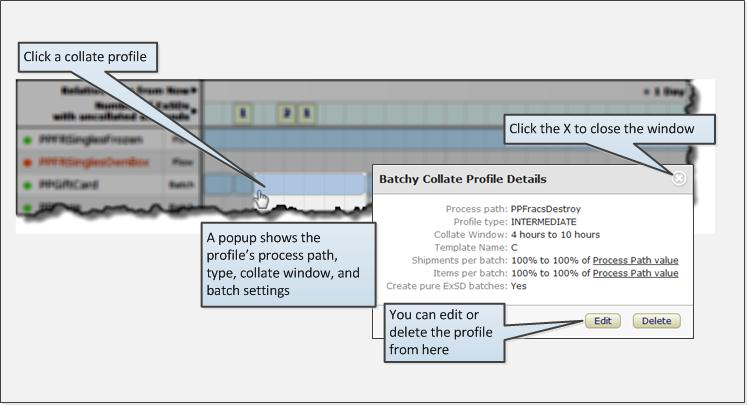 Click a collate profile
1
2
1
+ 1 Day
Click the X to close the window
PPFRSinglesFrozen
PPFRSinglesOwnBox
PPGiftCard
Batch
Batchy Collate Profile Details
Process path: PPFracsDestroy
Profile type: INTERMEDIATE
Collate Window: 4 hours to 10 hours
Template Name: C
Shipments per batch: 100% to 100% of Process Path value
Items per batch: 100% to 100% of Process Path value
Create pure ExSD batches: Yes
A popup shows the
profile's process path,
type, collate window, and
batch settings
You can edit or
delete the profile
from here
Edit
Delete